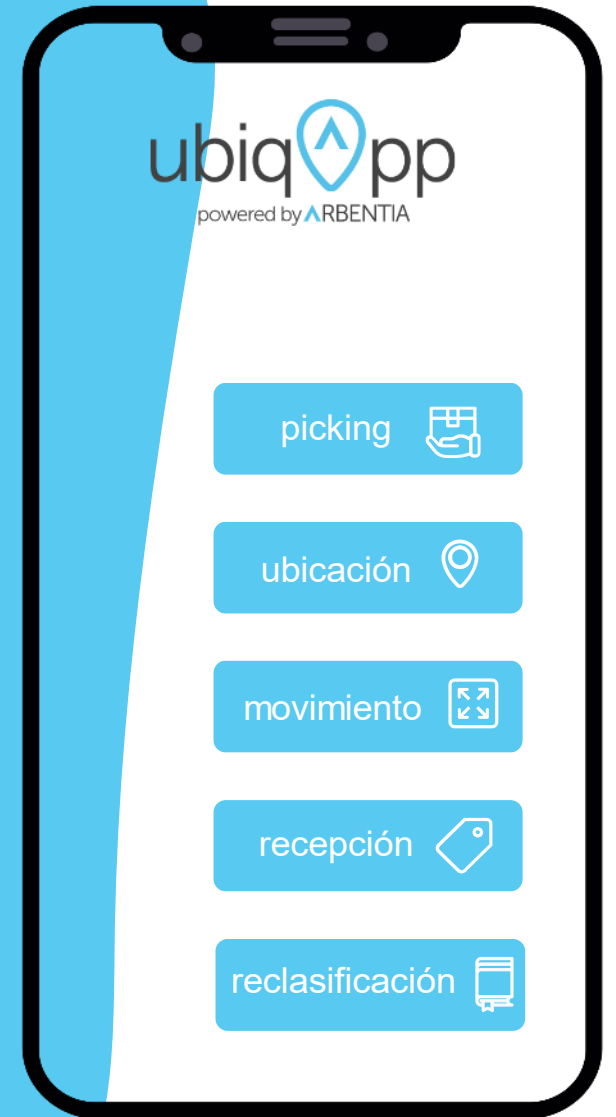 ubiqApp
powered by ARBENTIA
picking
ubicación
movimiento
recepción
reclasificación